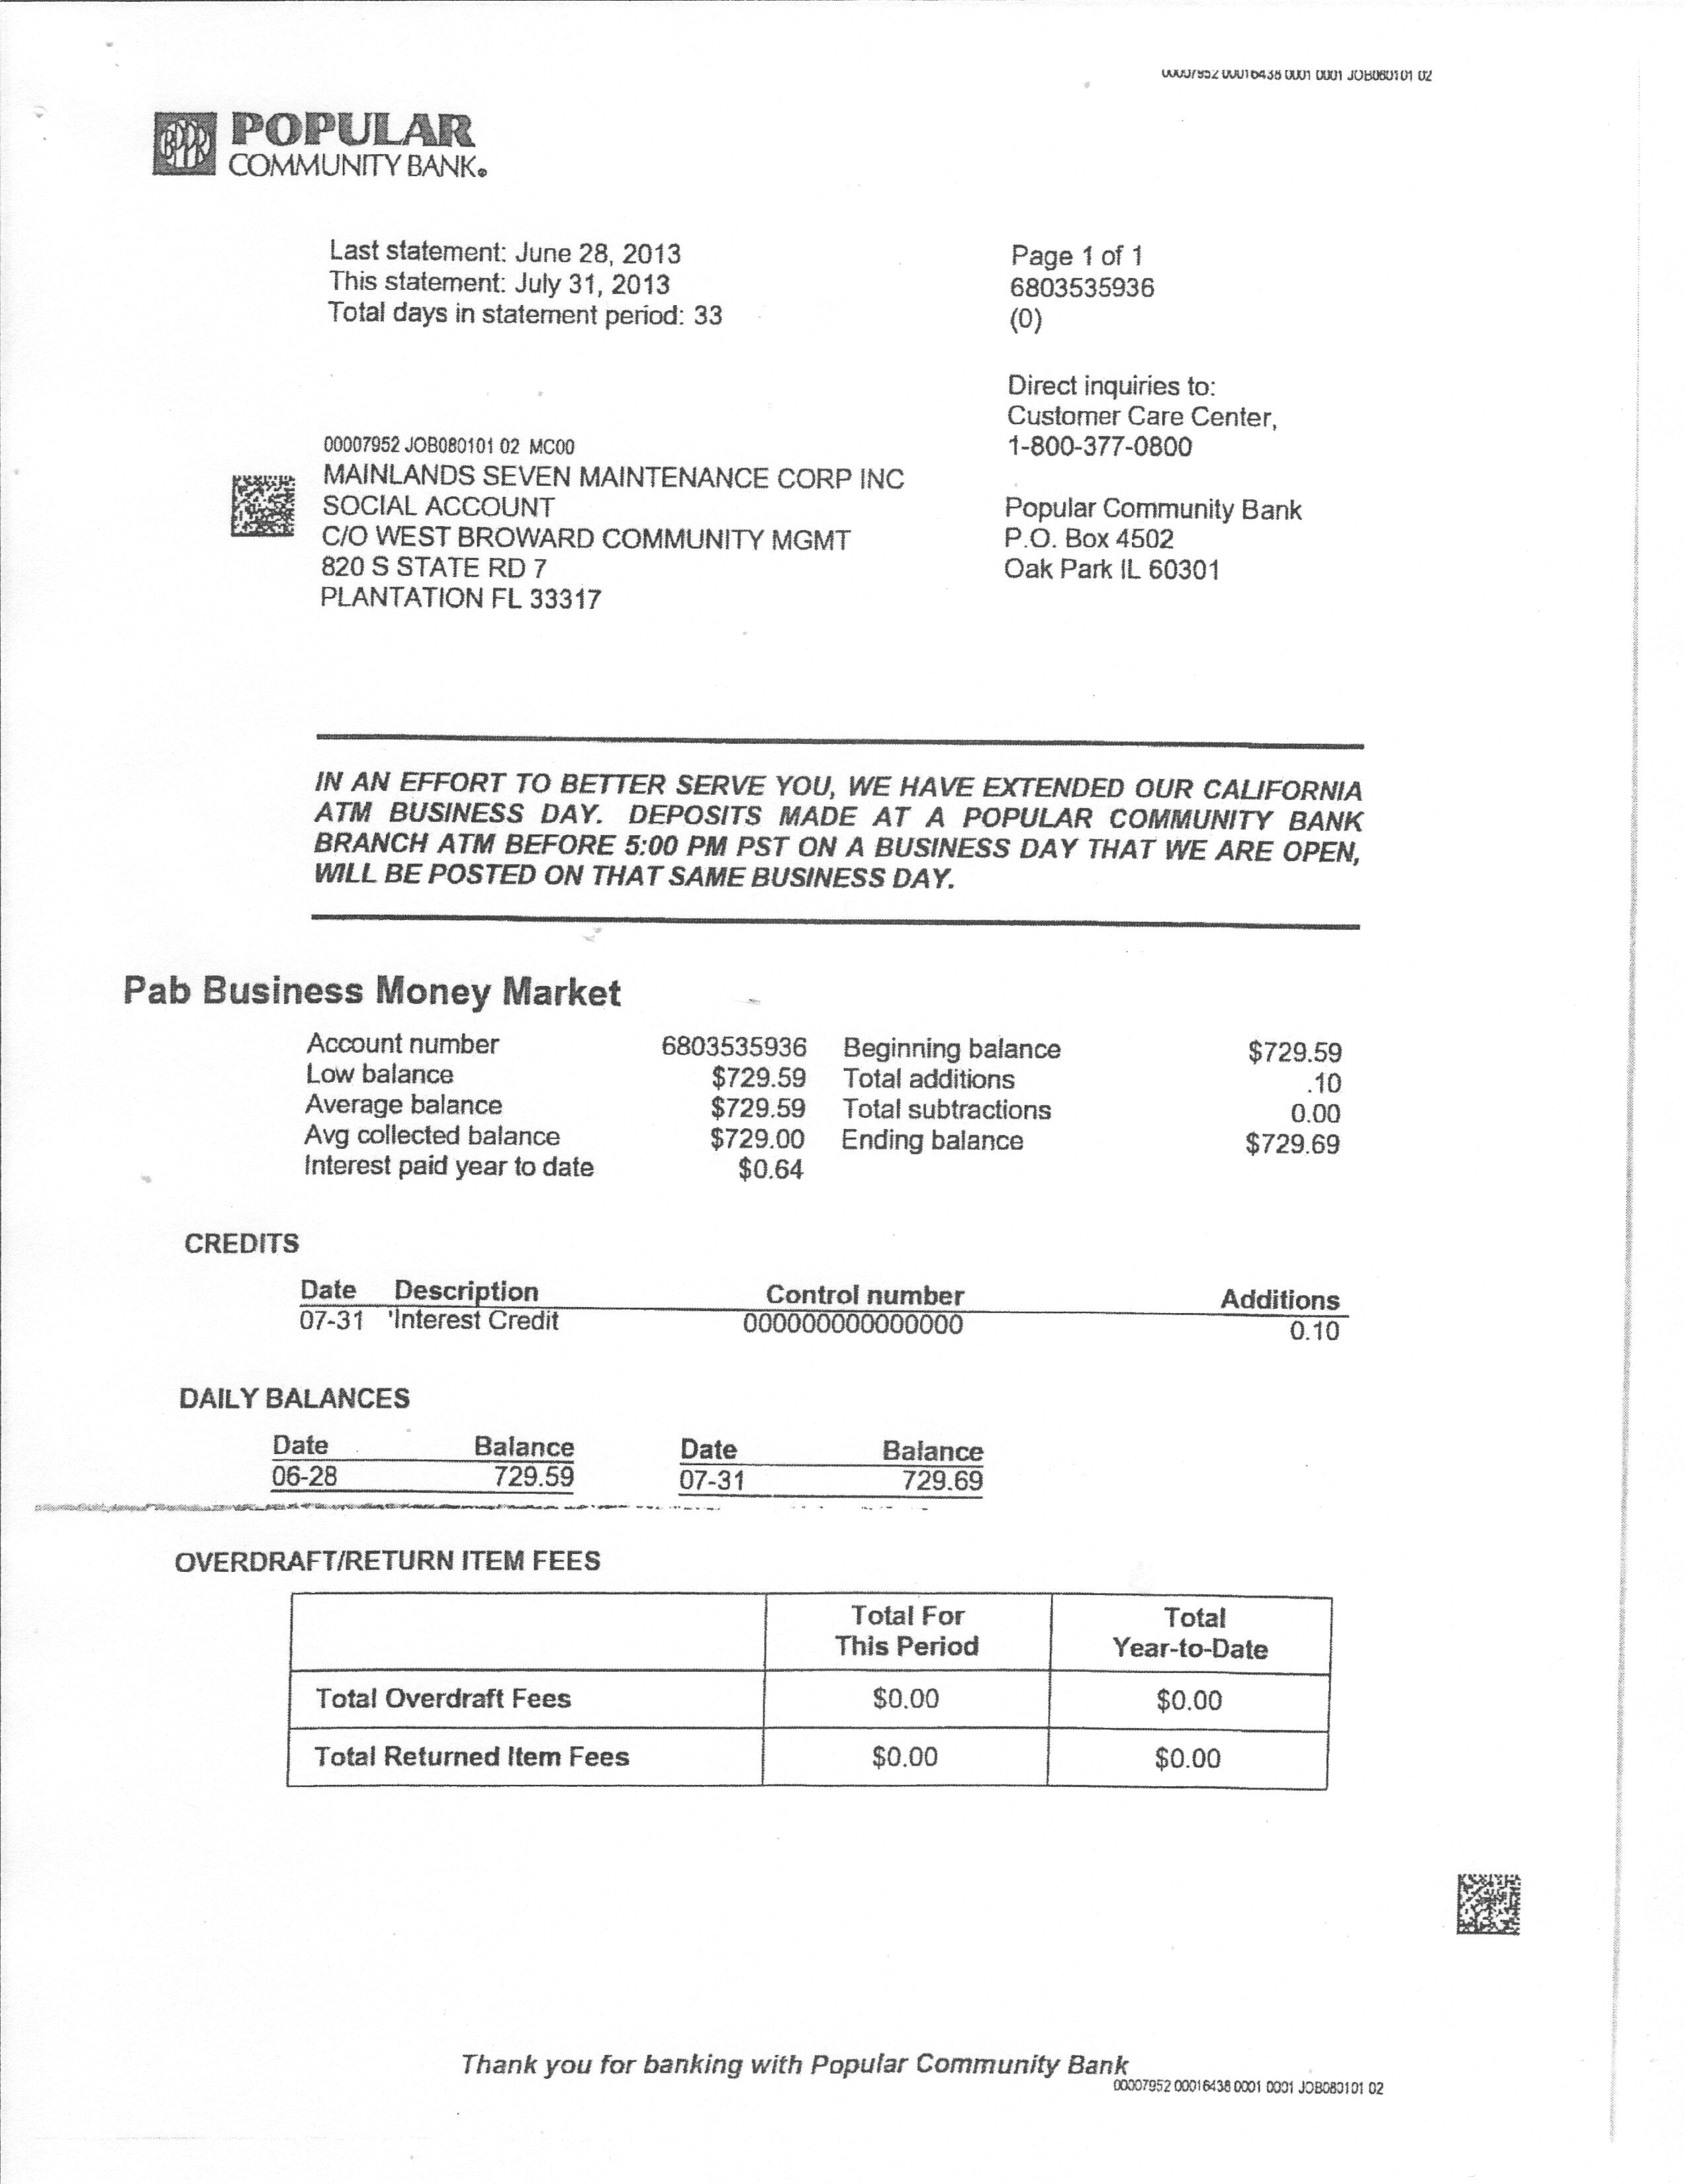 00007952 00016438 0001 0001 JOB080101 02
POPULAR
COMMUNITY BANK.
Last statement: June 28, 2013
This statement: July 31, 2013
Total days in statement period: 33
Page 1 of 1
6803535936
(0)
Direct inquiries to:
Customer Care Center,
1-800-377-0800
Popular Community Bank
P.O. Box 4502
Oak Park IL 60301
00007952 JOB080101 02 MC00
MAINLANDS SEVEN MAINTENANCE CORP INC
SOCIAL ACCOUNT
C/O WEST BROWARD COMMUNITY MGMT
820 S STATE RD 7
PLANTATION FL 33317
IN AN EFFORT TO BETTER SERVE YOU, WE HAVE EXTENDED OUR CALIFORNIA
ATM BUSINESS DAY. DEPOSITS MADE AT A POPULAR COMMUNITY BANK
BRANCH ATM BEFORE 5:00 PM PST ON A BUSINESS DAY THAT WE ARE OPEN,
WILL BE POSTED ON THAT SAME BUSINESS DAY.
Pab Business Money Market
Account number 6803535936 Beginning balance $729.59
Low balance $729.59 Total additions .10
Average balance $729.59 Total subtractions 0.00
Avg collected balance $729.00 Ending balance $729.69
Interest paid year to date $0.64
CREDITS
Date Description Control number Additions
07-31 'Interest Credit 000000000000000 0.10
DAILY BALANCES
Date Balance Date Balance
06-28 729.59 07-31 729.69
OVERDRAFT/RETURN ITEM FEES
Total For Total
This Period Year-to-Date
Total Overdraft Fees $0.00 $0.00
Total Returned Item Fees $0.00 $0.00
Thank you for banking with Popular Community Bank
00007952 00016438 0001 0001 JOB080101 02